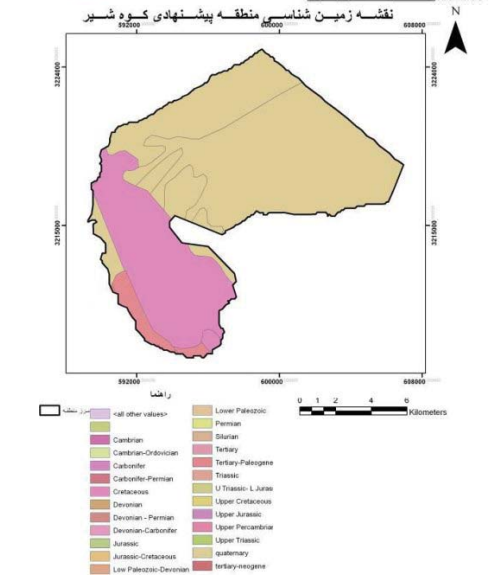 نقشه زمین شناسی منطقه پیشنهادی کوه شیر
N
592000 600000 608000
3224000 3224000
3215000 3215000
592000 600000 608000
راهنما
مرز منطقه
<all other values>
Cambrian
Cambrian-Ordovician
Carbonifer
Carbonifer-Permian
Cretaceous
Devonian
Devonian - Permian
Devonian-Carbonifer
Jurassic
Jurassic-Cretaceous
Low Paleozoic-Devonian
Lower Paleozoic
Permian
Silurian
Tertiary
Tertiary-Paleogene
Triassic
U Triassic- L Juras
Upper Cretaceous
Upper Jurassic
Upper Percambriar
Upper Triassic
quaternary
tertiary-neogene
0 1 2 4 6
Kilometers